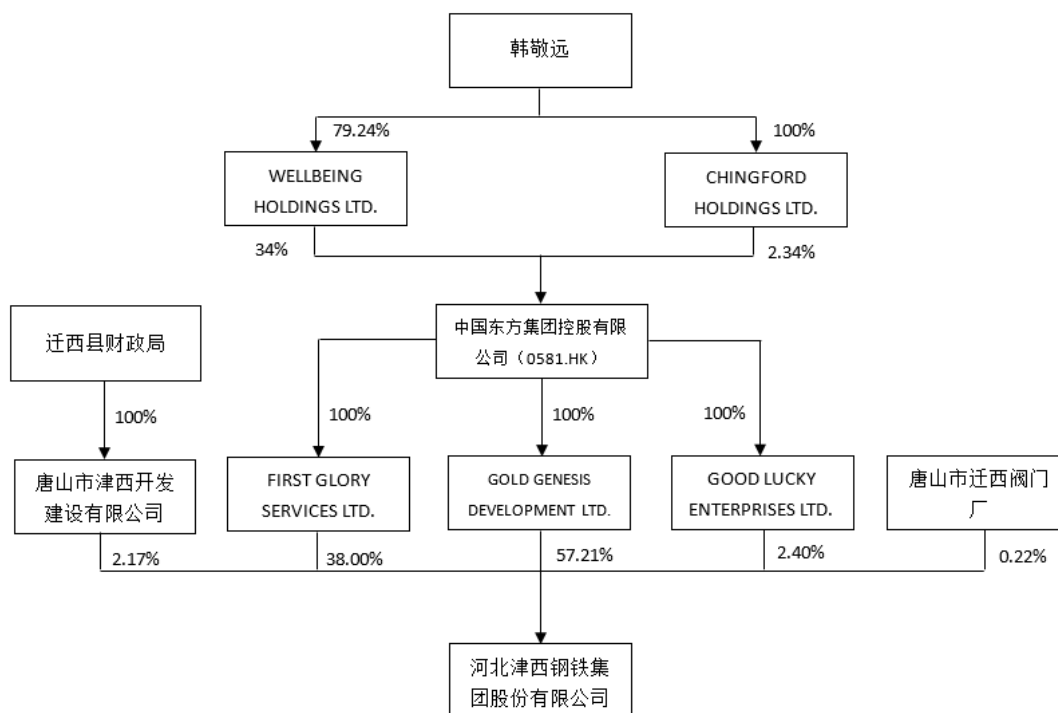 韩敬远
79.24%
100%
WELLBEING
HOLDINGS LTD.
CHINGFORD
HOLDINGS LTD.
34%
2.34%
迁西县财政局
中国东方集团控股有限
公司（0581.HK）
100%
100%
100%
100%
唐山市津西开发
建设有限公司
FIRST GLORY
SERVICES LTD.
GOLD GENESIS
DEVELOPMENT LTD.
GOOD LUCKY
ENTERPRISES LTD.
唐山市迁西阀门
厂
2.17%
38.00%
57.21%
2.40%
0.22%
河北津西钢铁集
团股份有限公司